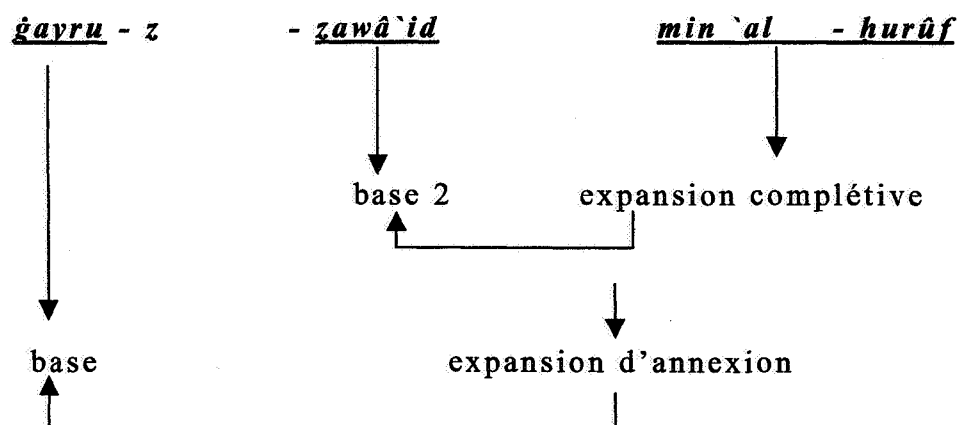 ġayru - z - zawâ`id min `al - hurûf
base 2 expansion complétive
base expansion d'annexion